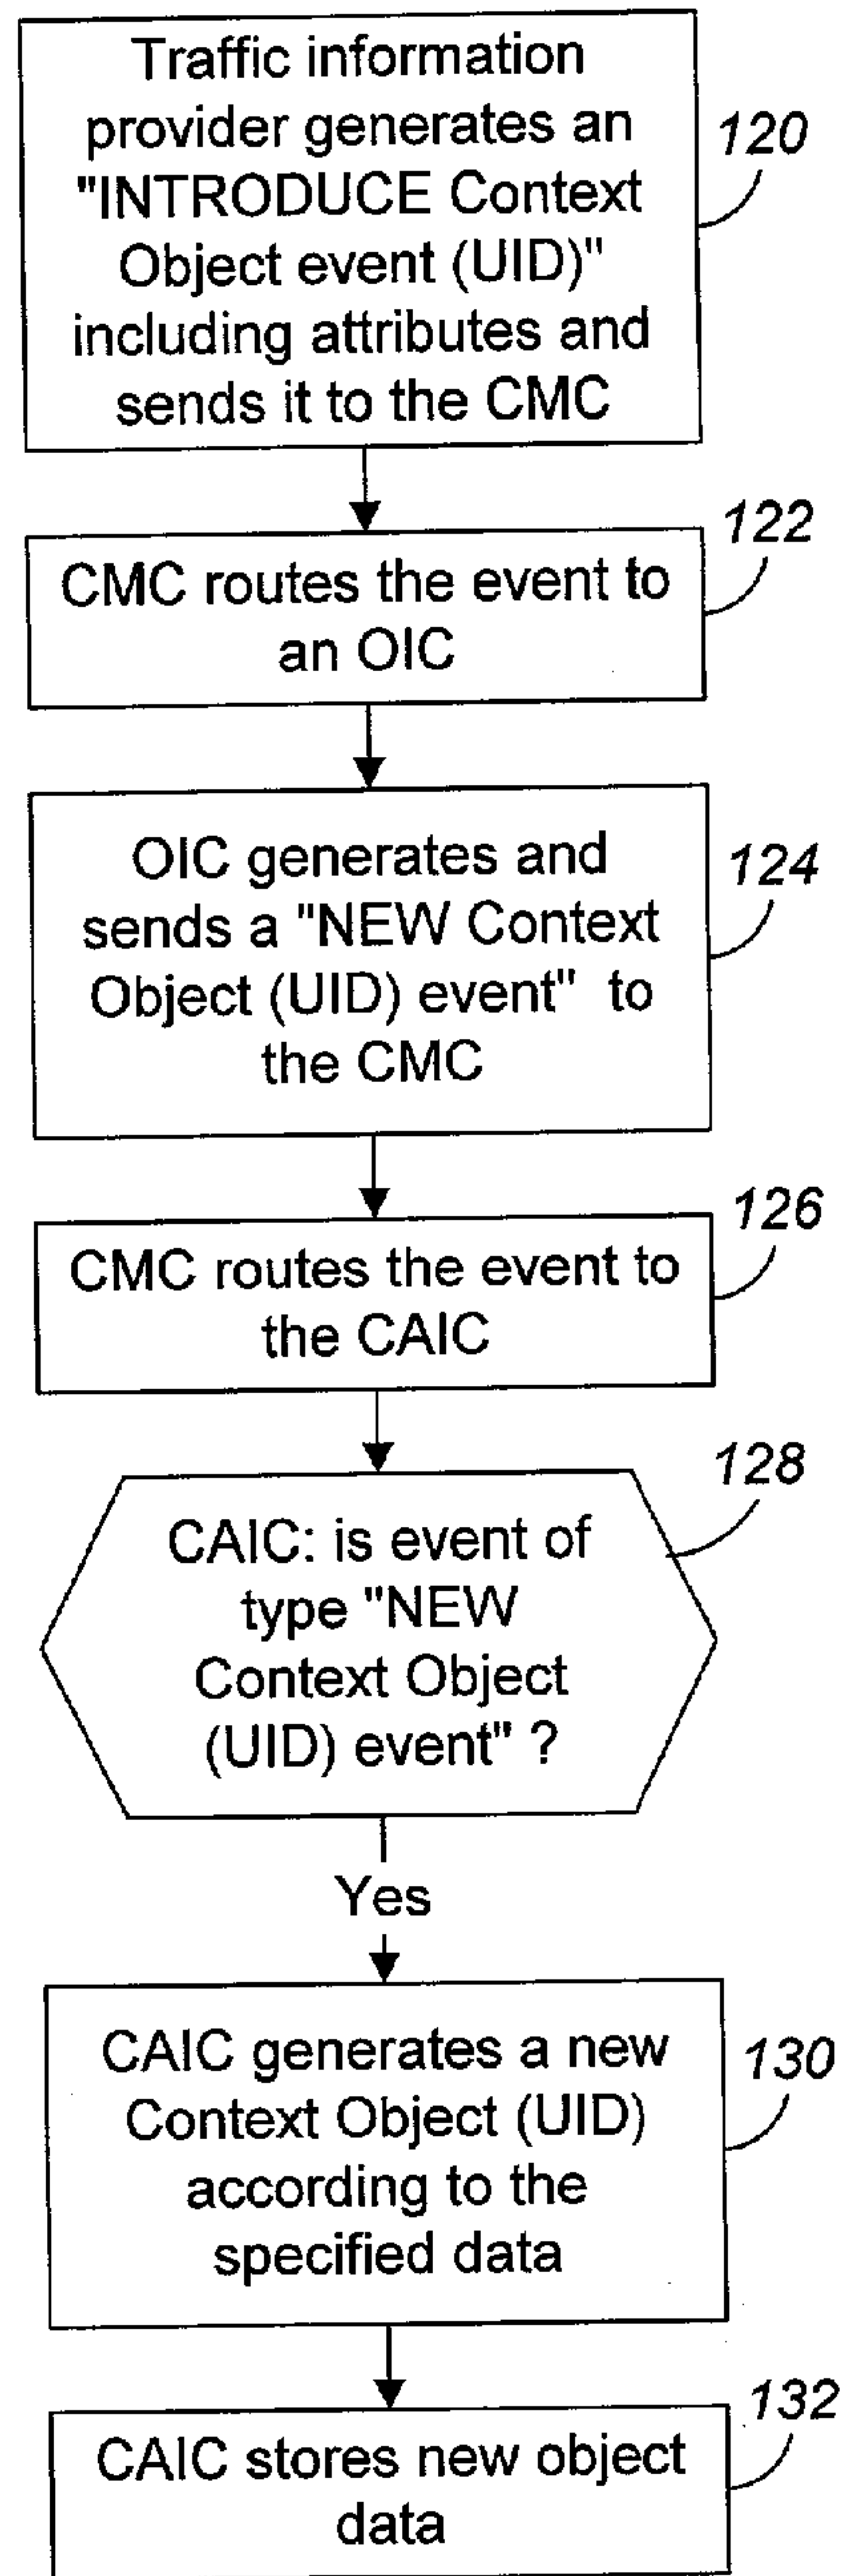 Traffic information
provider generates an
"INTRODUCE Context
Object event (UID)"
including attributes and
sends it to the CMC
120
CMC routes the event to
an OIC
122
OIC generates and
sends a "NEW Context
Object (UID) event" to
the CMC
124
CMC routes the event to
the CAIC
126
CAIC: is event of
type "NEW
Context Object
(UID) event" ?
128
Yes
CAIC generates a new
Context Object (UID)
according to the
specified data
130
CAIC stores new object
data
132